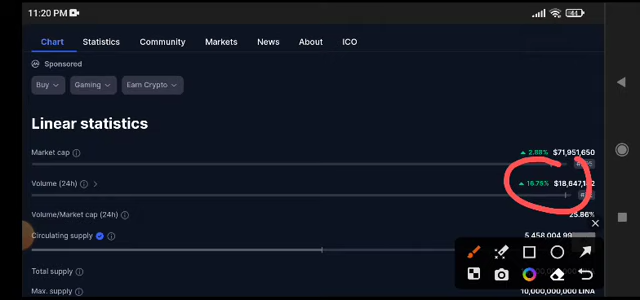 11:20 PM
Chart Statistics Community Markets News About ICO
Sponsored
Buy Gaming Earn Crypto
Linear statistics
Market cap 2.88% $71,951,650
Volume (24h) 16.75%
Volume/Market cap (24h) 25.86%
Circulating supply
Total supply
Max. supply 10,000,000,000 LINA